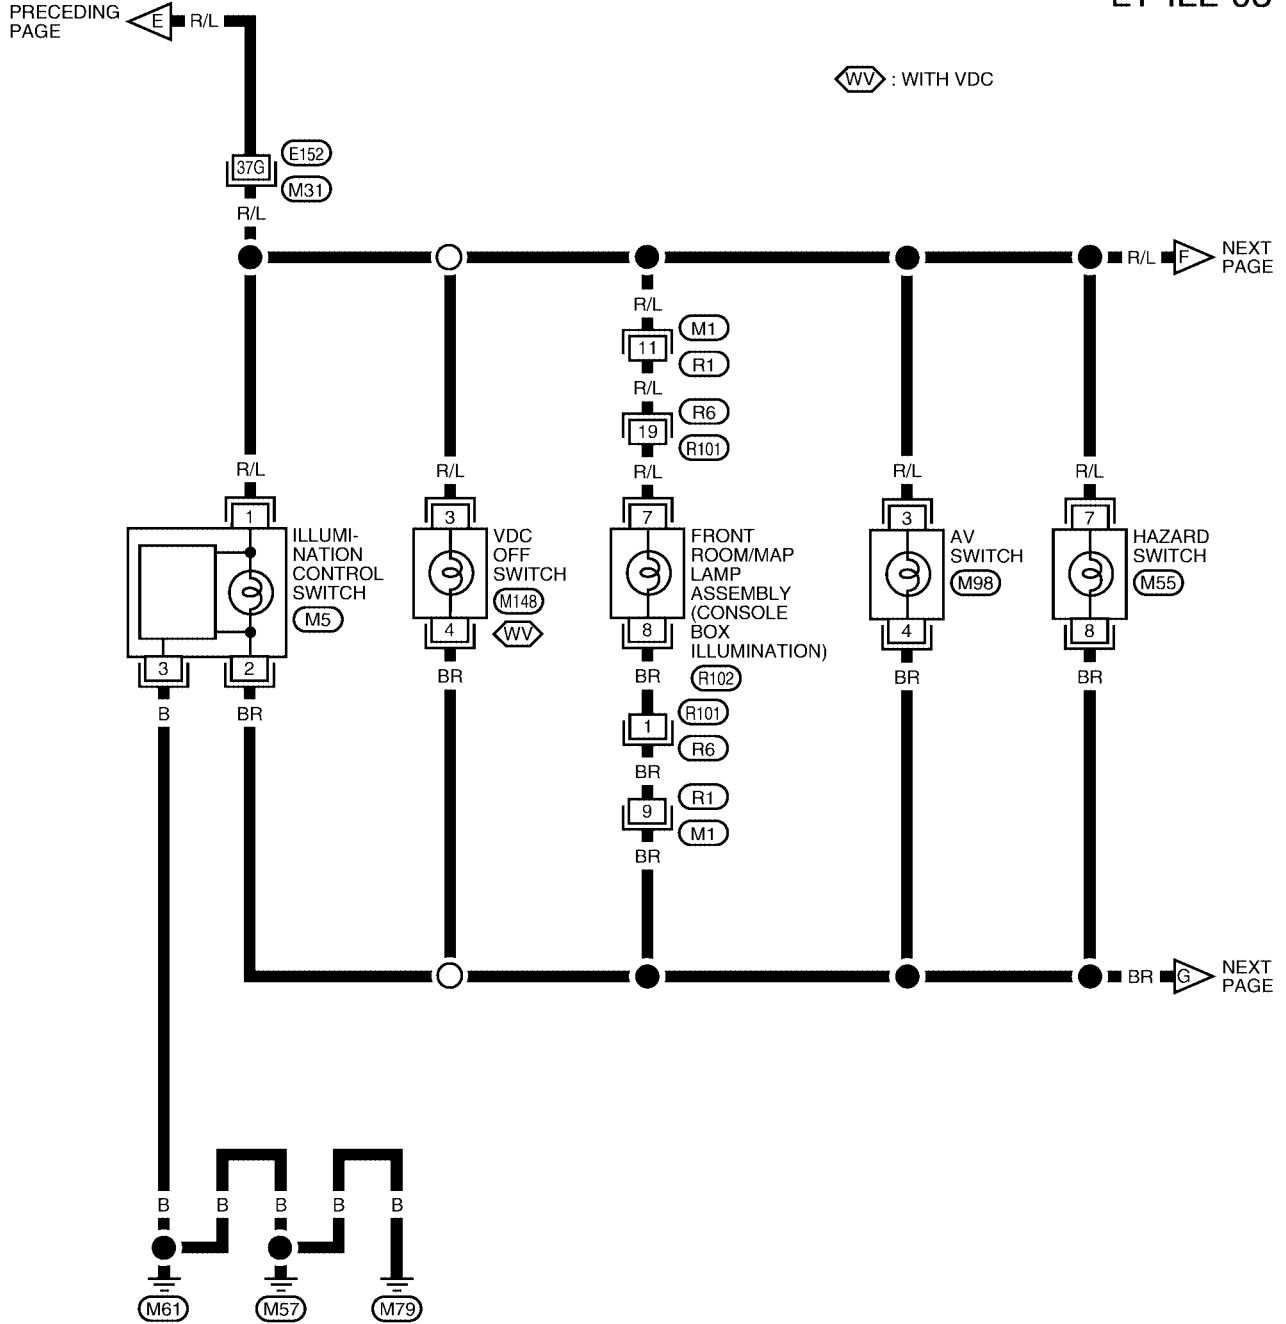 PRECEDING
PAGE
E
R/L
WV : WITH VDC
37G
E152
M31
R/L
R/L
F
NEXT
PAGE
R/L
11
M1
R1
R/L
19
R6
R101
R/L
R/L
R/L
R/L
R/L
1
ILLUMI-
NATION
CONTROL
SWITCH
M5
3
2
3
VDC
OFF
SWITCH
M148
4
WV
7
FRONT
ROOM/MAP
LAMP
ASSEMBLY
(CONSOLE
BOX
ILLUMINATION)
R102
8
3
AV
SWITCH
M98
4
7
HAZARD
SWITCH
M55
8
B
BR
BR
BR
BR
BR
1
R101
R6
BR
9
R1
M1
BR
BR
G
NEXT
PAGE
B
B
B
B
B
M61
M57
M79